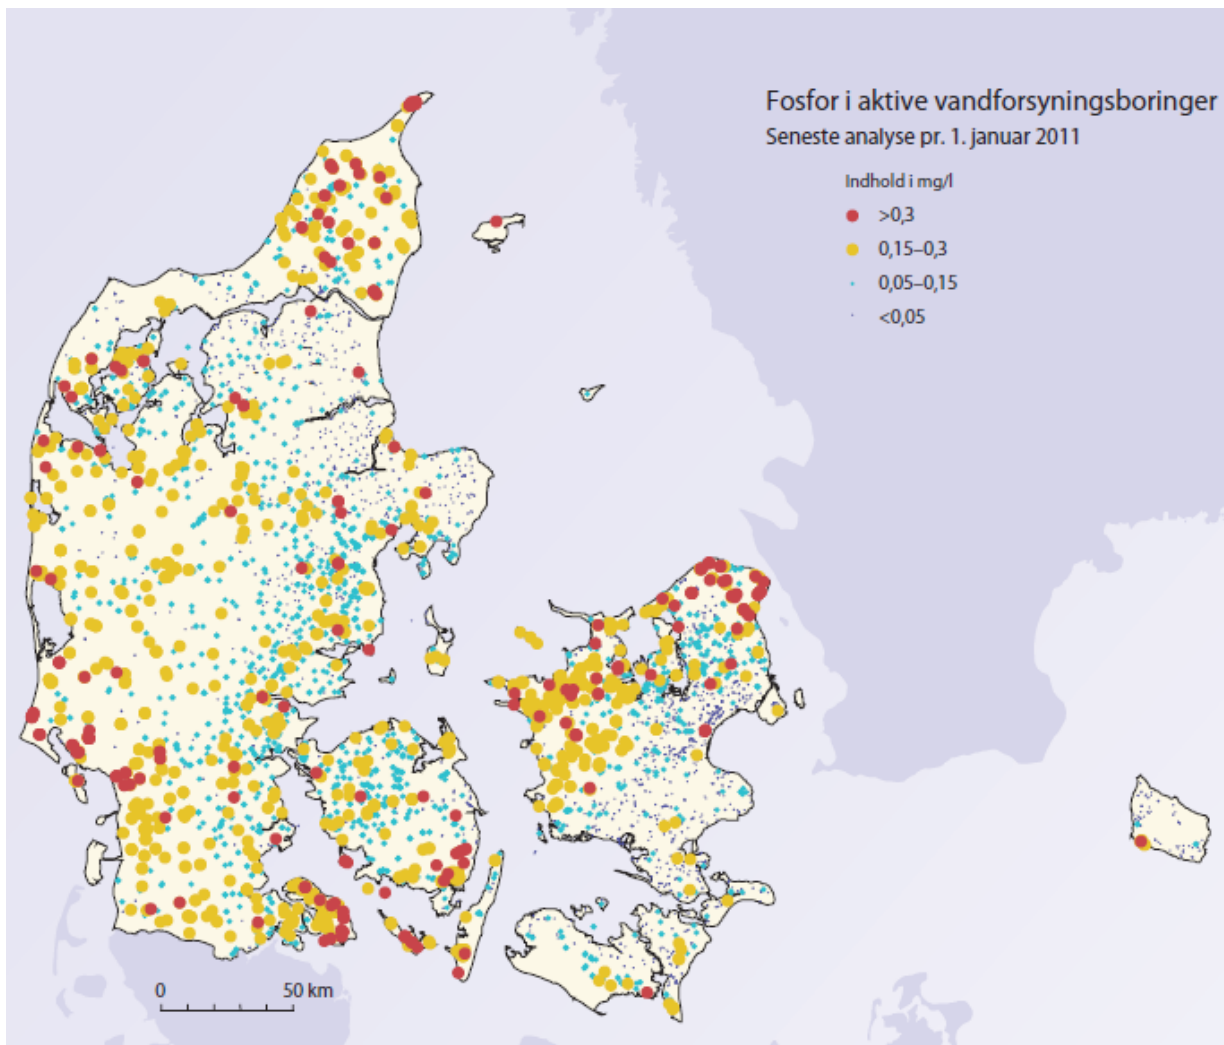 Fosfor i aktive vandforsyningsboringer
Seneste analyse pr. 1. januar 2011
Indhold i mg/l
>0,3
0,15–0,3
0,05–0,15
<0,05
0 50 km